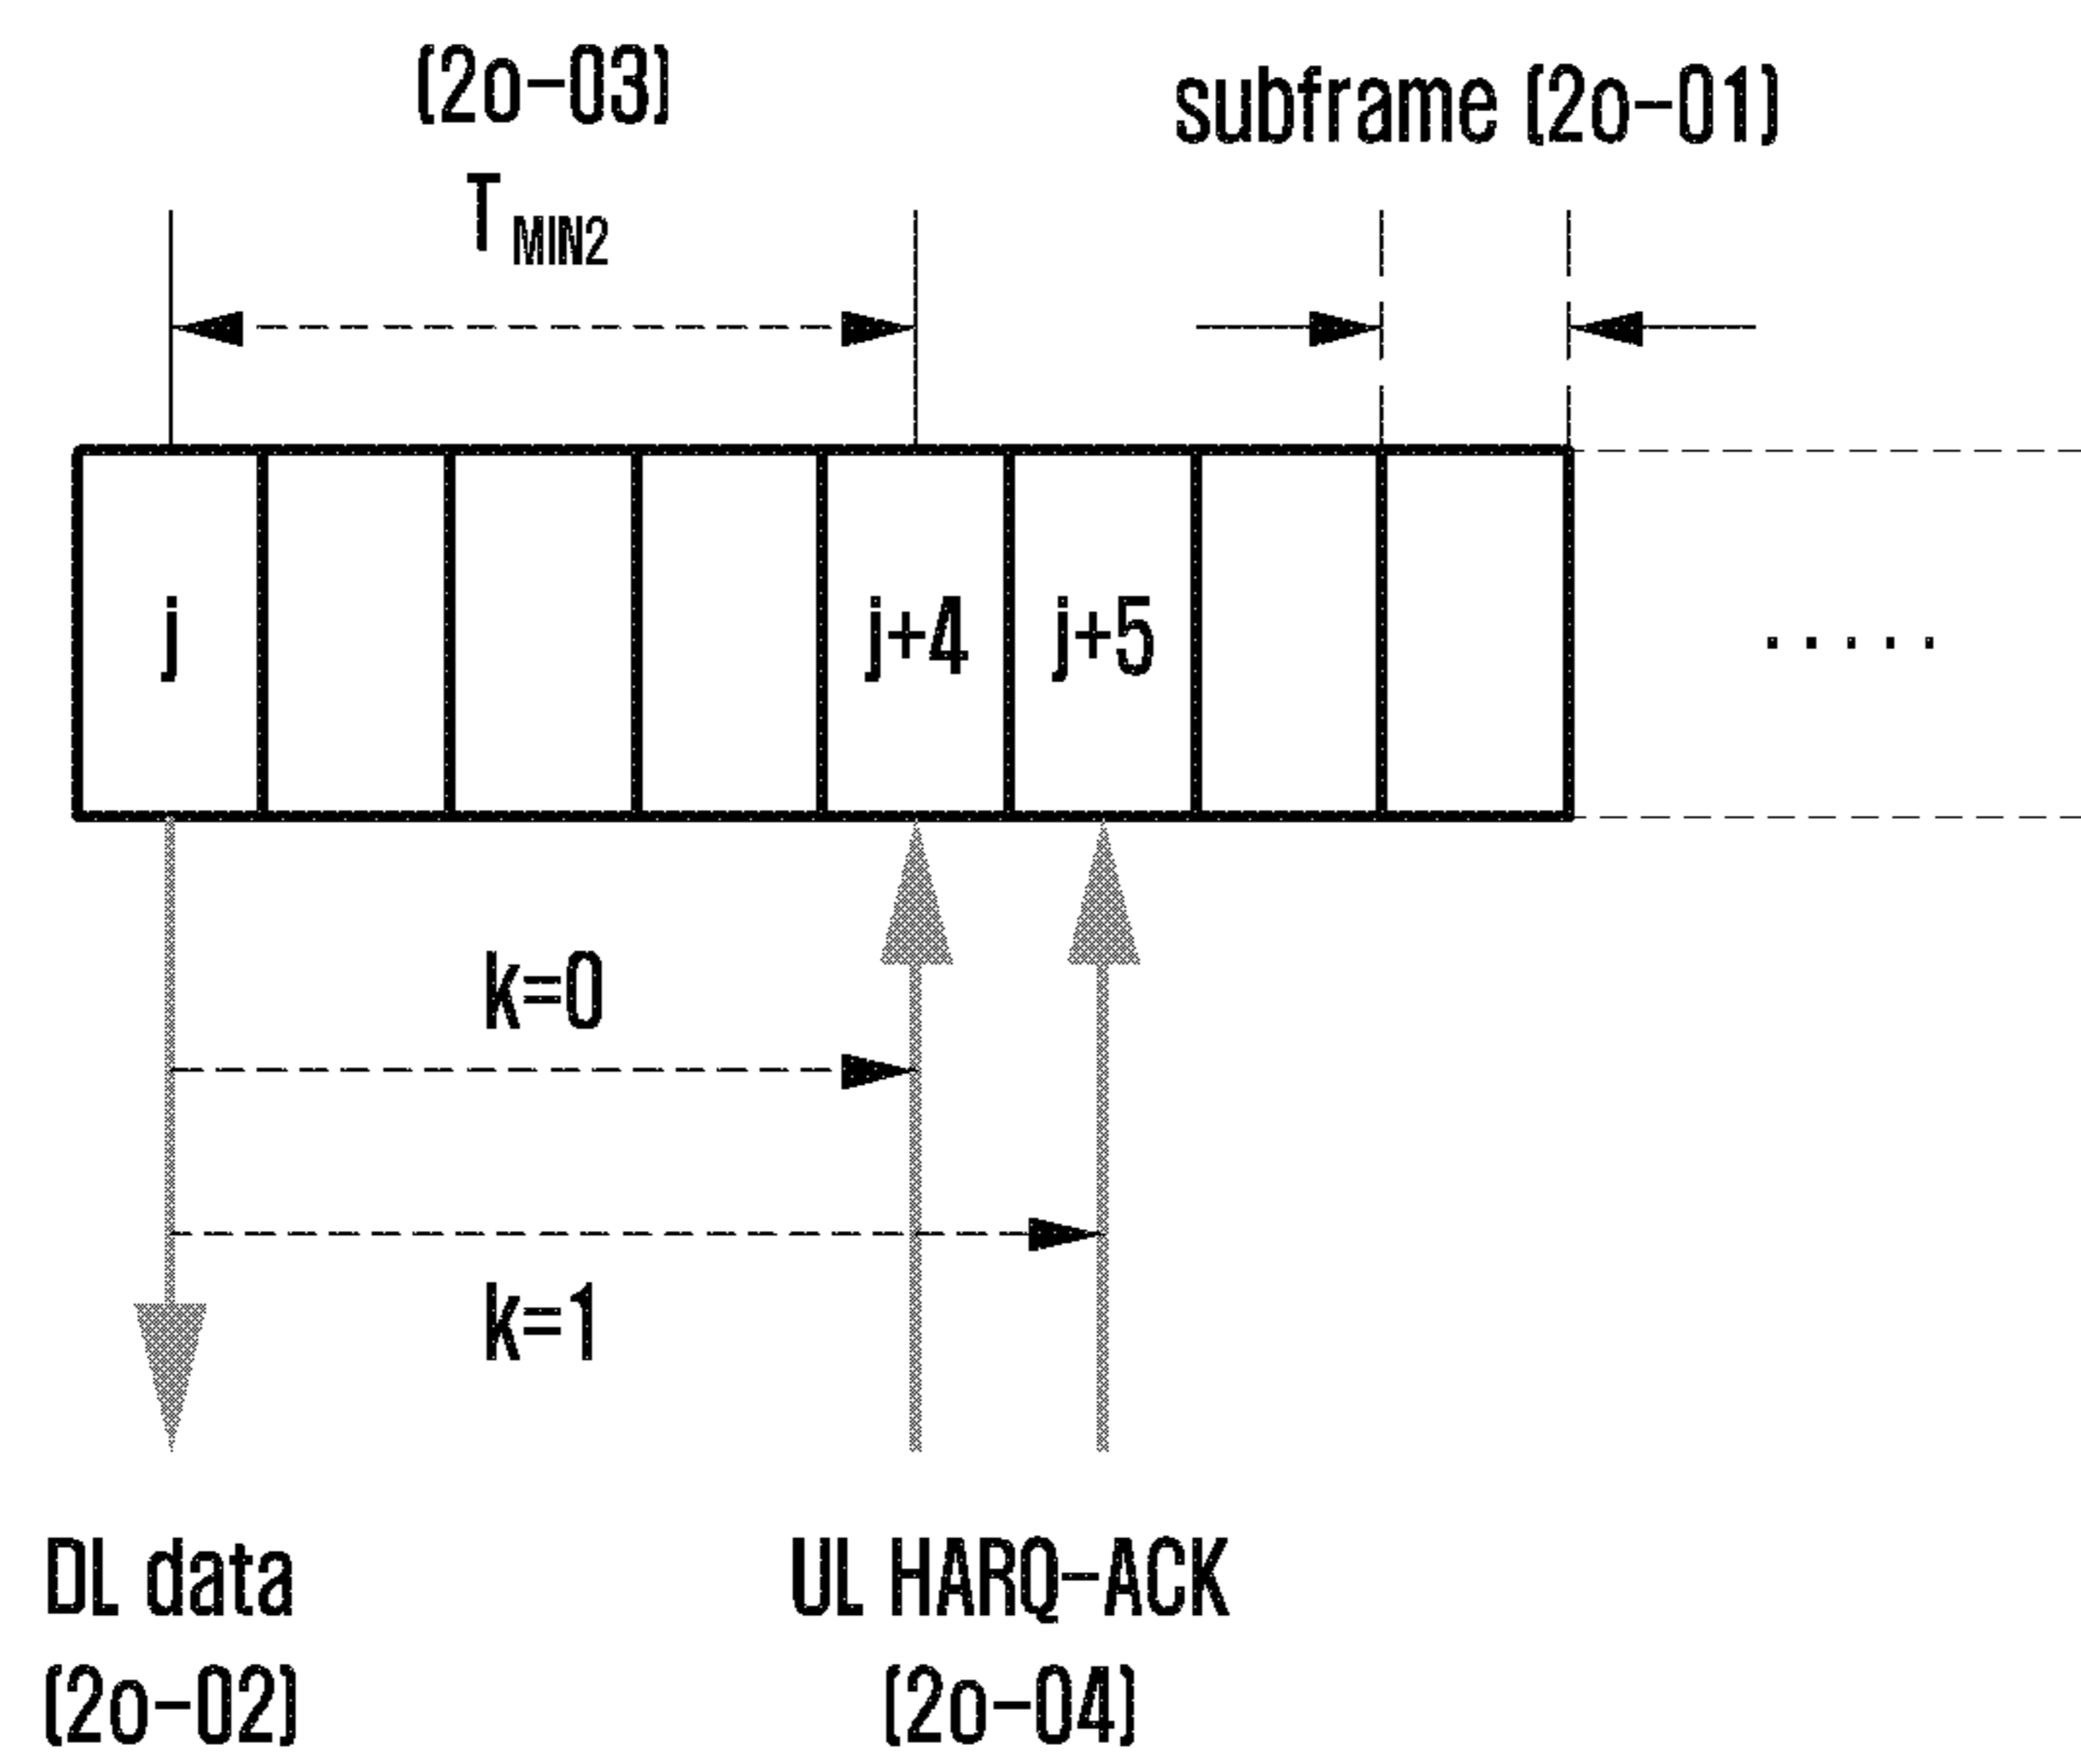 (2o-03)
T MIN2
subframe (2o-01)
j
j+4
j+5
.....
k=0
k=1
DL data
(2o-02)
UL HARQ-ACK
(2o-04)